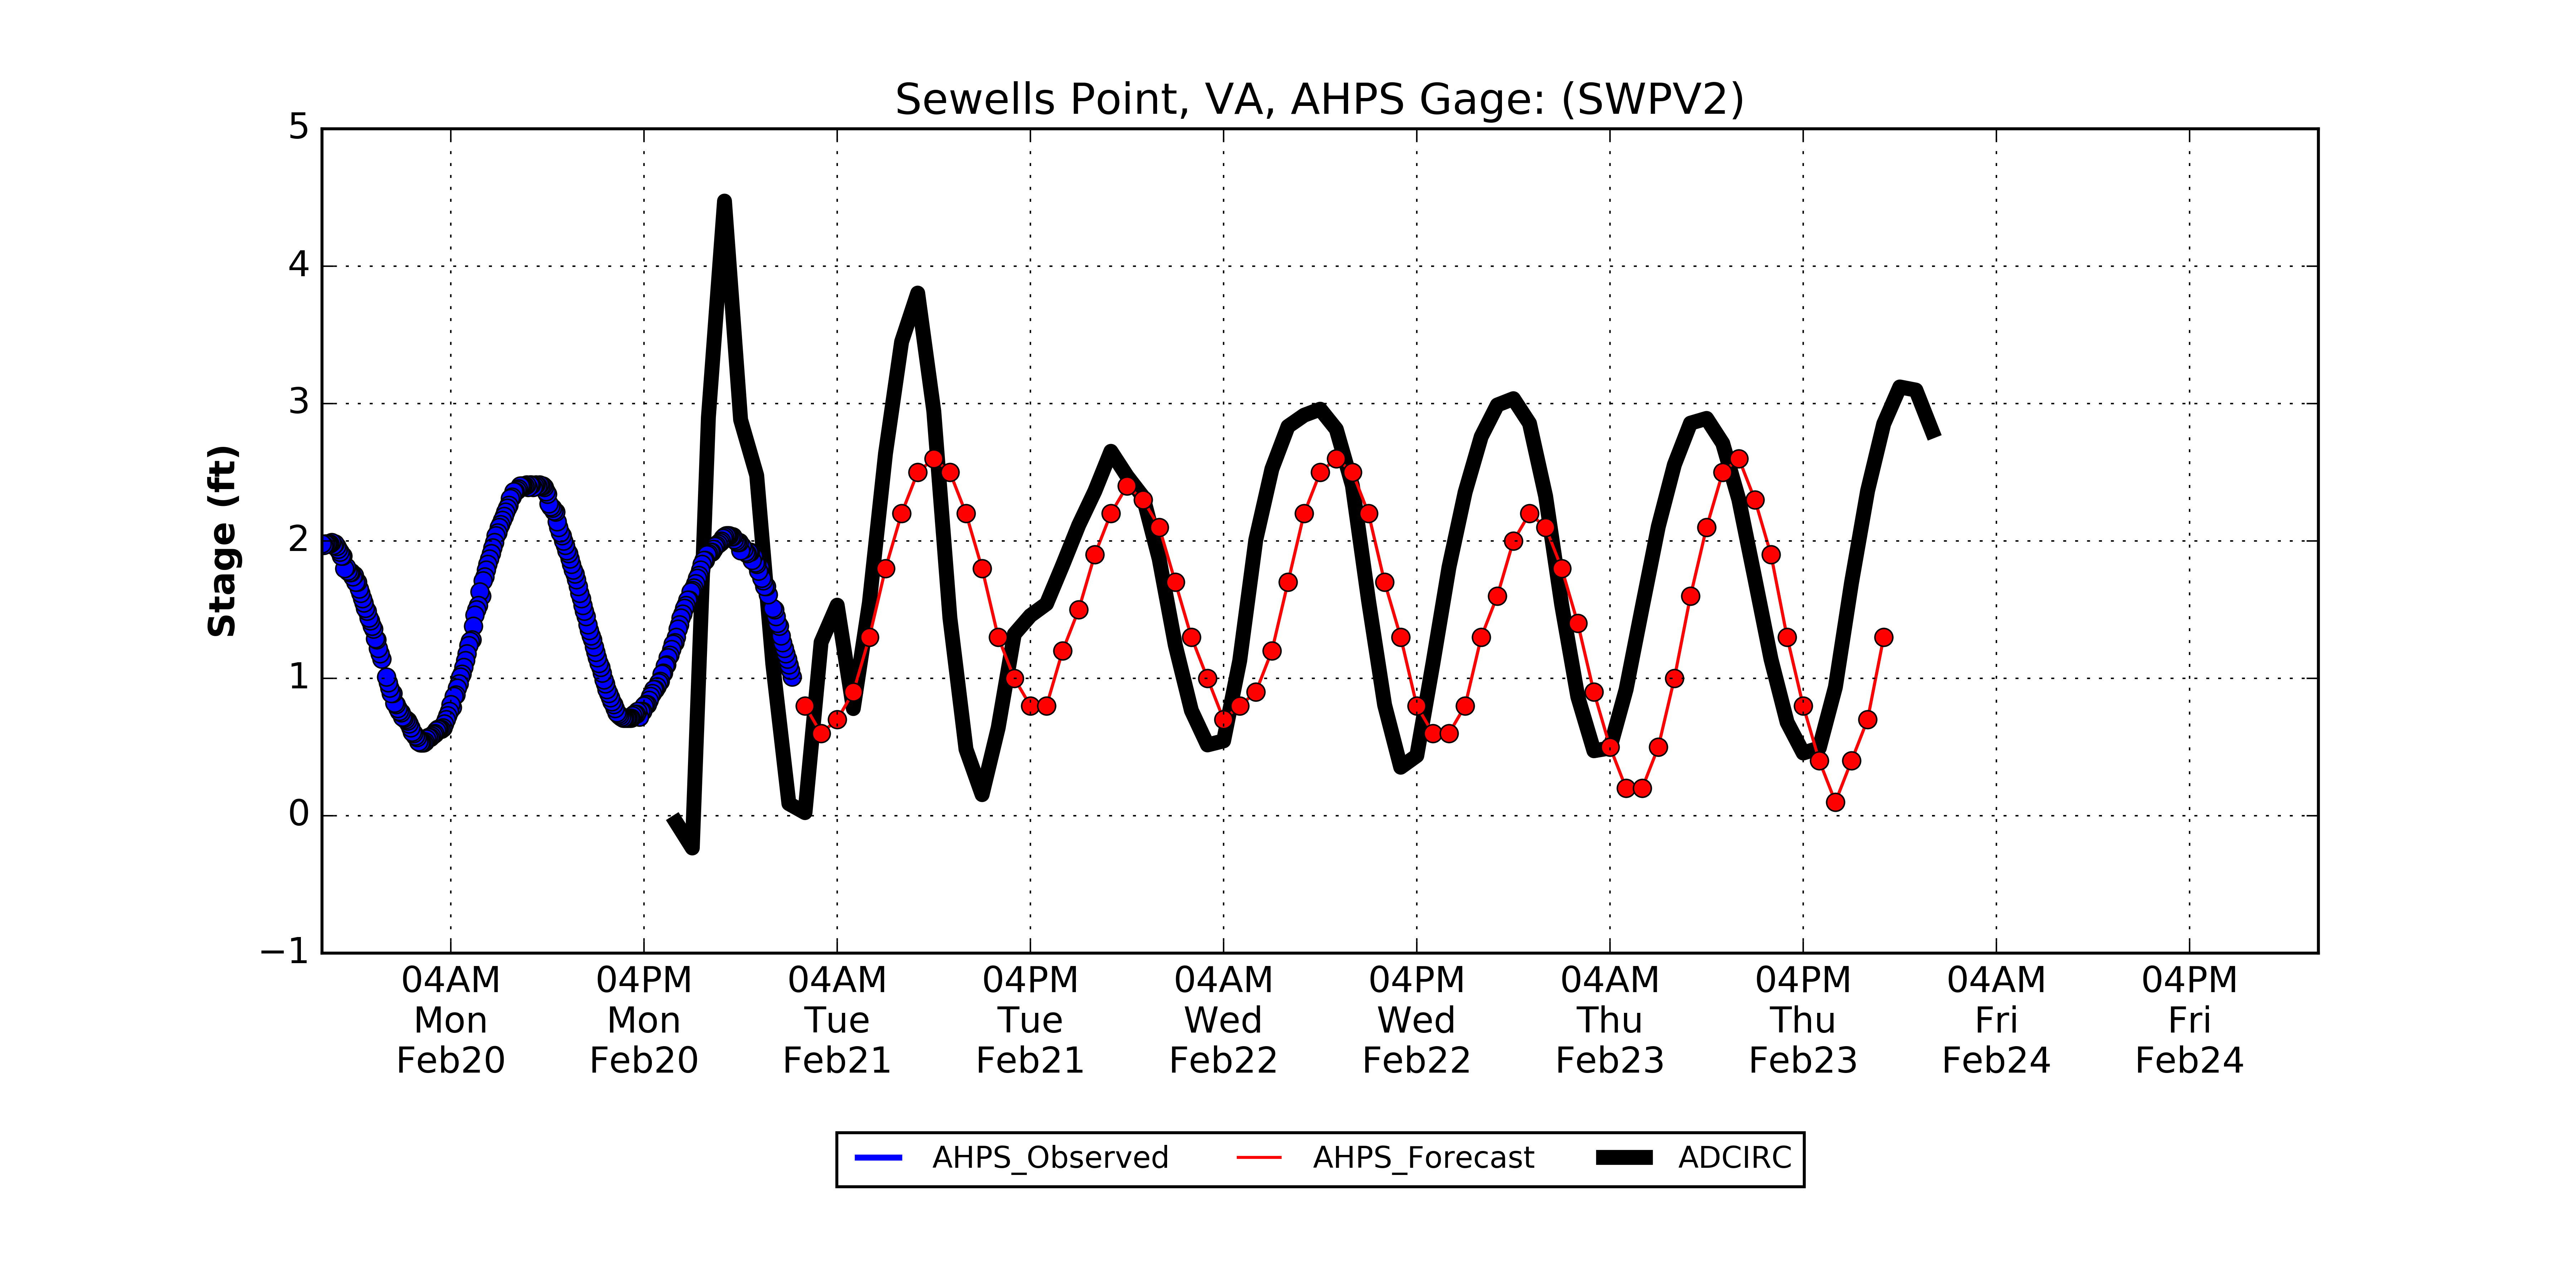 Sewells Point, VA, AHPS Gage: (SWPV2)
Stage (ft)
5
4
3
2
1
0
−1
04AM Mon Feb20
04PM Mon Feb20
04AM Tue Feb21
04PM Tue Feb21
04AM Wed Feb22
04PM Wed Feb22
04AM Thu Feb23
04PM Thu Feb23
04AM Fri Feb24
04PM Fri Feb24
AHPS_Observed AHPS_Forecast ADCIRC